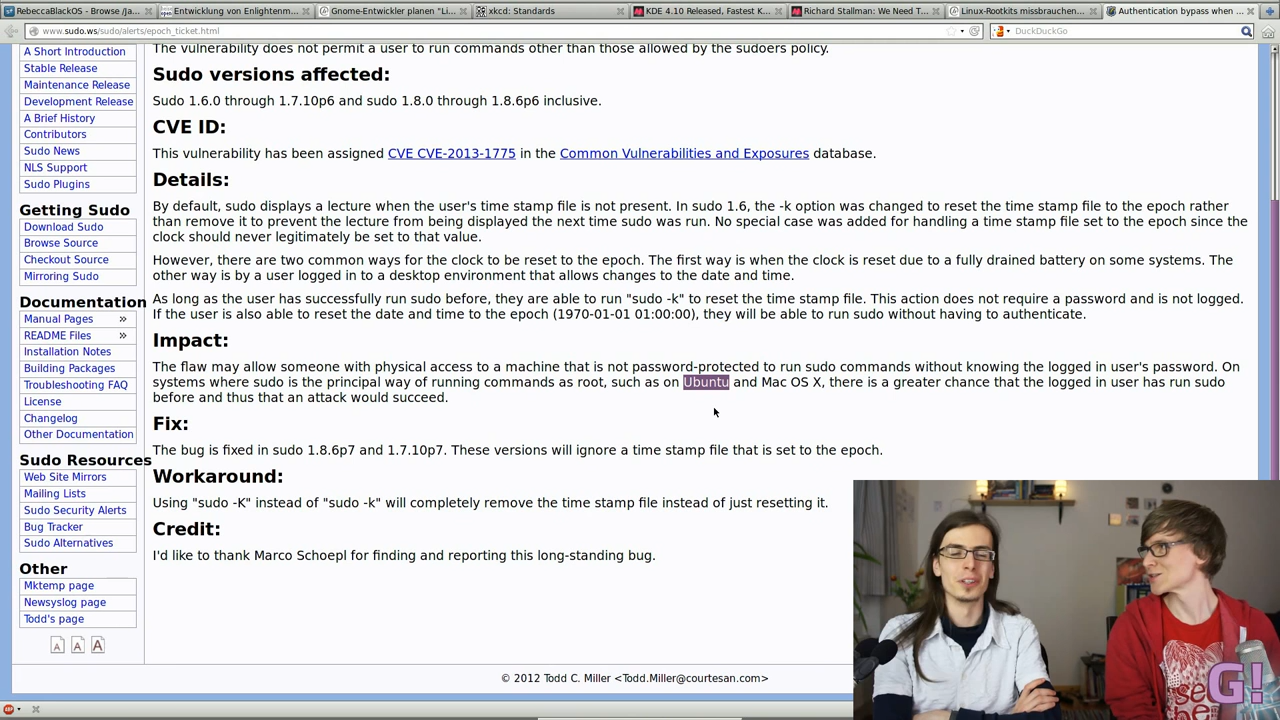 RebeccaBlackOS - Browse /Ja...
Entwicklung von Enlightenm...
Gnome-Entwickler planen "Li...
xkcd: Standards
KDE 4.10 Released, Fastest K...
Richard Stallman: We Need T...
Linux-Rootkits missbrauchen...
Authentication bypass when ...
www.sudo.ws/sudo/alerts/epoch_ticket.html
DuckDuckGo
A Short Introduction
Stable Release
Maintenance Release
Development Release
A Brief History
Contributors
Sudo News
NLS Support
Sudo Plugins
Getting Sudo
Download Sudo
Browse Source
Checkout Source
Mirroring Sudo
Documentation
Manual Pages »
README Files »
Installation Notes
Building Packages
Troubleshooting FAQ
License
Changelog
Other Documentation
Sudo Resources
Web Site Mirrors
Mailing Lists
Sudo Security Alerts
Bug Tracker
Sudo Alternatives
Other
Mktemp page
Newsyslog page
Todd's page
A A A
The vulnerability does not permit a user to run commands other than those allowed by the sudoers policy.
Sudo versions affected:
Sudo 1.6.0 through 1.7.10p6 and sudo 1.8.0 through 1.8.6p6 inclusive.
CVE ID:
This vulnerability has been assigned CVE CVE-2013-1775 in the Common Vulnerabilities and Exposures database.
Details:
By default, sudo displays a lecture when the user's time stamp file is not present. In sudo 1.6, the -k option was changed to reset the time stamp file to the epoch rather
than remove it to prevent the lecture from being displayed the next time sudo was run. No special case was added for handling a time stamp file set to the epoch since the
clock should never legitimately be set to that value.
However, there are two common ways for the clock to be reset to the epoch. The first way is when the clock is reset due to a fully drained battery on some systems. The
other way is by a user logged in to a desktop environment that allows changes to the date and time.
As long as the user has successfully run sudo before, they are able to run "sudo -k" to reset the time stamp file. This action does not require a password and is not logged.
If the user is also able to reset the date and time to the epoch (1970-01-01 01:00:00), they will be able to run sudo without having to authenticate.
Impact:
The flaw may allow someone with physical access to a machine that is not password-protected to run sudo commands without knowing the logged in user's password. On
systems where sudo is the principal way of running commands as root, such as on Ubuntu and Mac OS X, there is a greater chance that the logged in user has run sudo
before and thus that an attack would succeed.
Fix:
The bug is fixed in sudo 1.8.6p7 and 1.7.10p7. These versions will ignore a time stamp file that is set to the epoch.
Workaround:
Using "sudo -K" instead of "sudo -k" will completely remove the time stamp file instead of just resetting it.
Credit:
I'd like to thank Marco Schoepl for finding and reporting this long-standing bug.
© 2012 Todd C. Miller <Todd.Miller@courtesan.com>
G!